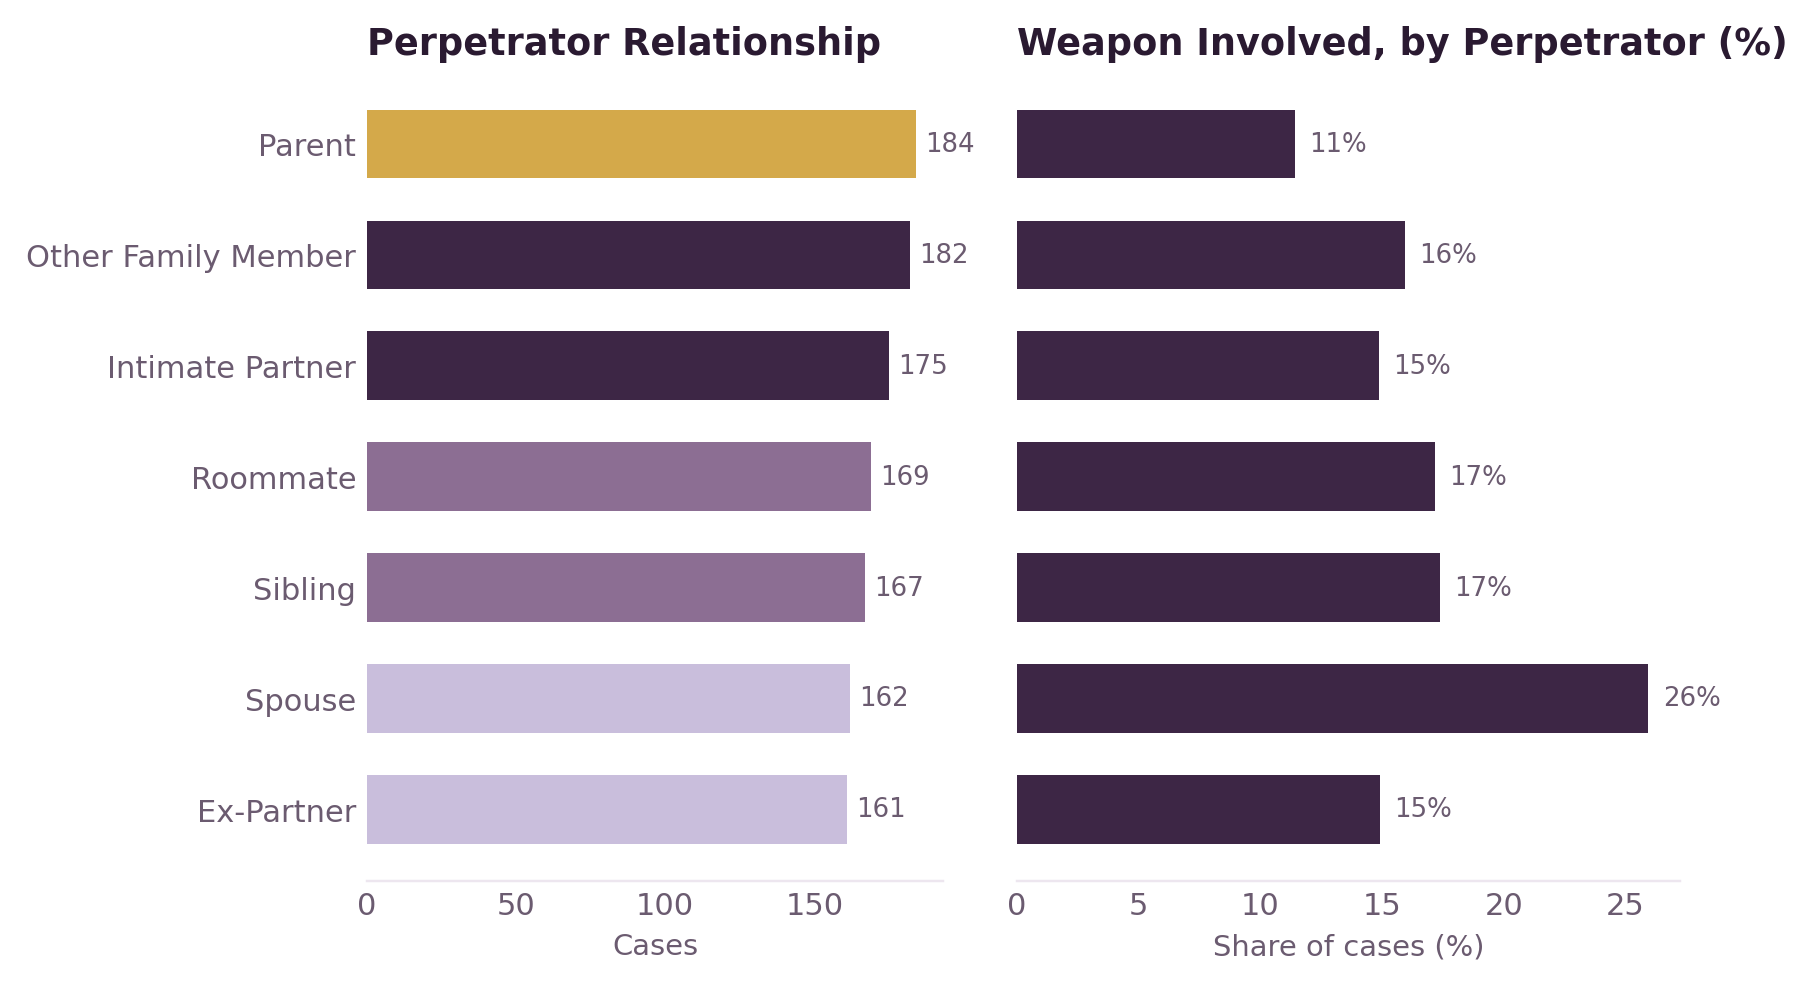 Perpetrator Relationship
Weapon Involved, by Perpetrator (%)
Parent 184 11%
Other Family Member 182 16%
Intimate Partner 175 15%
Roommate 169 17%
Sibling 167 17%
Spouse 162 26%
Ex-Partner 161 15%
0 50 100 150
0 5 10 15 20 25
Cases
Share of cases (%)